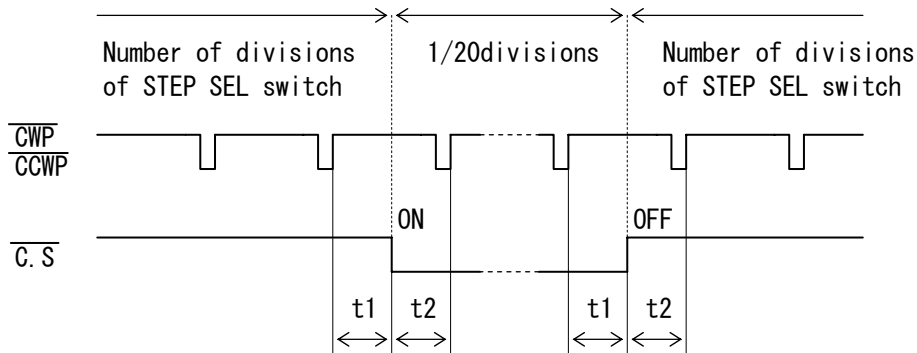 Number of divisions
of STEP SEL switch
1/20divisions
Number of divisions
of STEP SEL switch
CWP
CCWP
ON
OFF
C.S
t1
t2
t1
t2